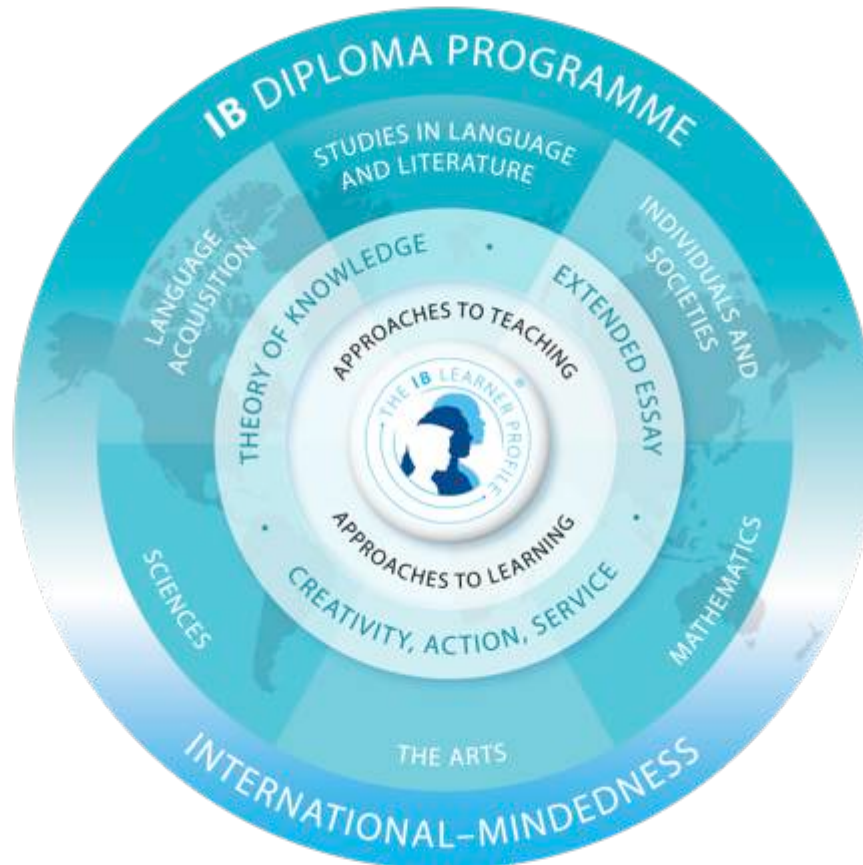 IB DIPLOMA PROGRAMME
STUDIES IN LANGUAGE
AND LITERATURE
LANGUAGE
ACQUISITION
INDIVIDUALS AND
SOCIETIES
THEORY OF KNOWLEDGE
EXTENDED ESSAY
APPROACHES TO TEACHING
THE IB LEARNER PROFILE
®
APPROACHES TO LEARNING
CREATIVITY, ACTION, SERVICE
SCIENCES
MATHEMATICS
THE ARTS
INTERNATIONAL–MINDEDNESS